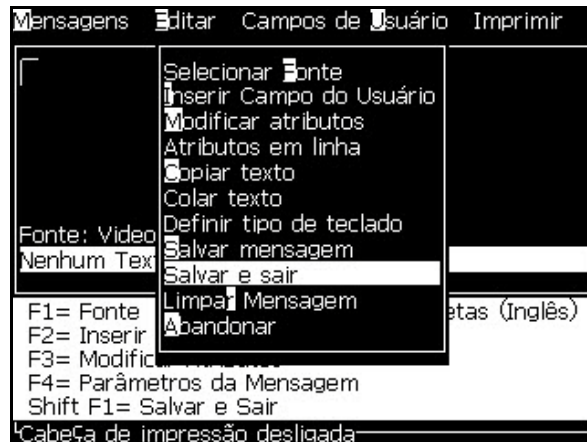 Mensagens Editar Campos de Usuário Imprimir
Selecionar Fonte
Inserir Campo do Usuário
Modificar atributos
Atributos em linha
Copiar texto
Colar texto
Definir tipo de teclado
Salvar mensagem
Salvar e sair
Limpar Mensagem
Abandonar
Fonte: Video
Nenhum Tex
F1= Fonte etas (Inglês)
F2= Inserir
F3= Modificar Atributos
F4= Parâmetros da Mensagem
Shift F1= Salvar e Sair
Cabeça de impressão desligada